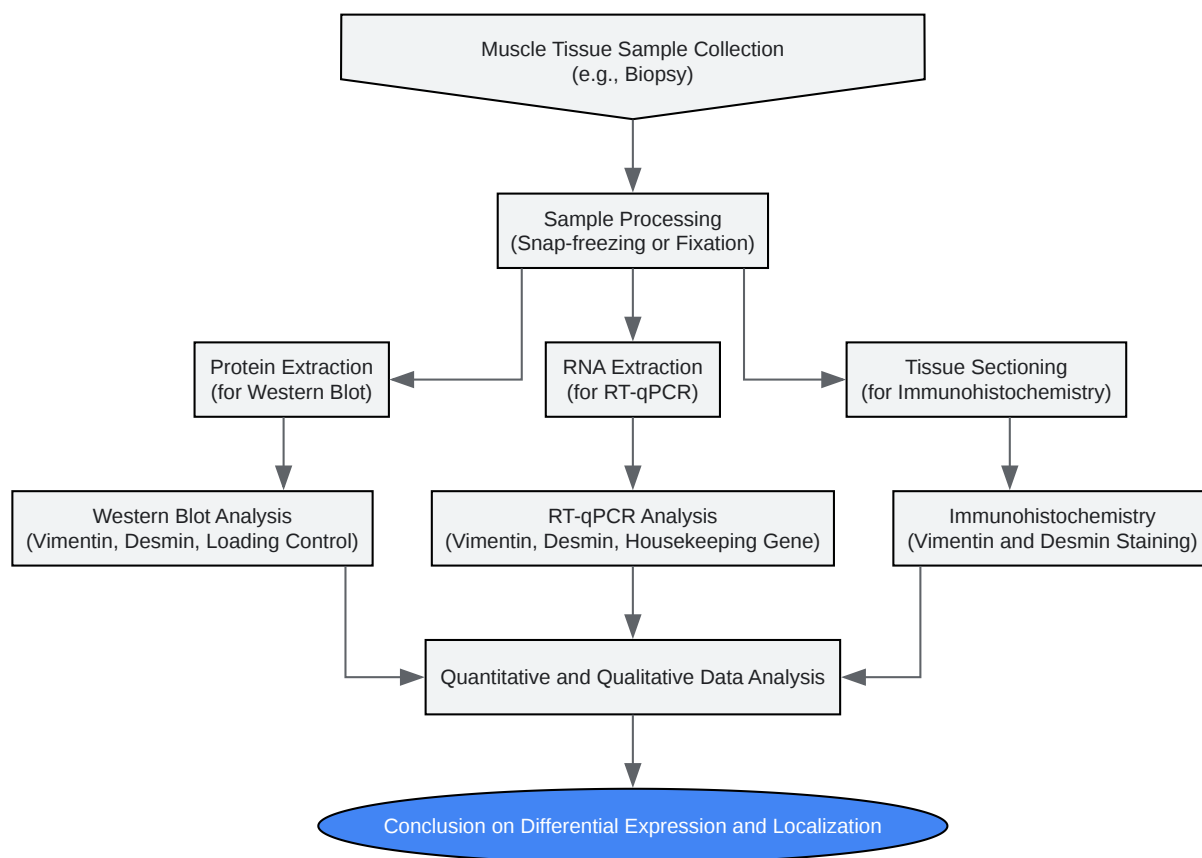 Muscle Tissue Sample Collection
(e.g., Biopsy)
Sample Processing
(Snap-freezing or Fixation)
Protein Extraction
(for Western Blot)
RNA Extraction
(for RT-qPCR)
Tissue Sectioning
(for Immunohistochemistry)
Western Blot Analysis
(Vimentin, Desmin, Loading Control)
RT-qPCR Analysis
(Vimentin, Desmin, Housekeeping Gene)
Immunohistochemistry
(Vimentin and Desmin Staining)
Quantitative and Qualitative Data Analysis
Conclusion on Differential Expression and Localization